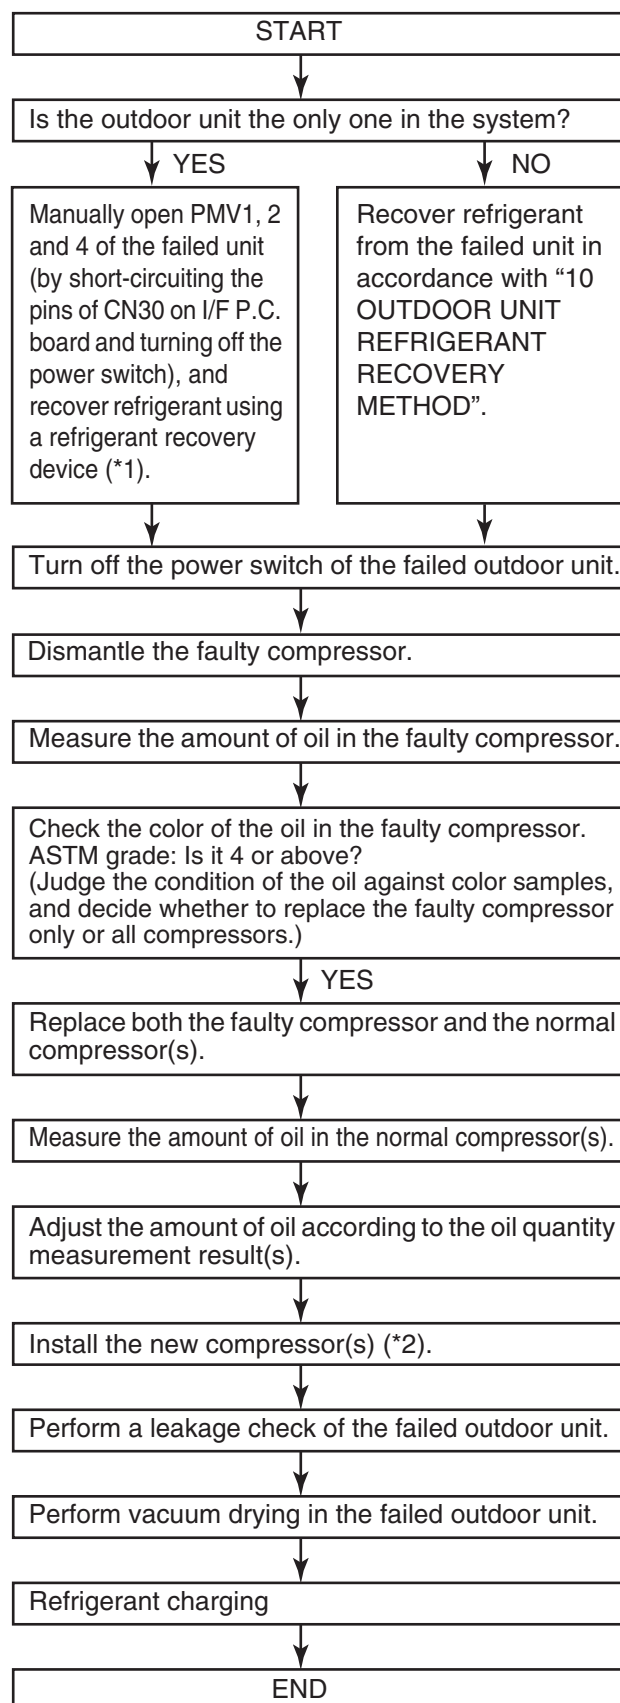 START
Is the outdoor unit the only one in the system?
YES
NO
Manually open PMV1, 2
and 4 of the failed unit
(by short-circuiting the
pins of CN30 on I/F P.C.
board and turning off the
power switch), and
recover refrigerant using
a refrigerant recovery
device (*1).
Recover refrigerant
from the failed unit in
accordance with “10
OUTDOOR UNIT
REFRIGERANT
RECOVERY
METHOD”.
Turn off the power switch of the failed outdoor unit.
Dismantle the faulty compressor.
Measure the amount of oil in the faulty compressor.
Check the color of the oil in the faulty compressor.
ASTM grade: Is it 4 or above?
(Judge the condition of the oil against color samples,
and decide whether to replace the faulty compressor
only or all compressors.)
YES
Replace both the faulty compressor and the normal
compressor(s).
Measure the amount of oil in the normal compressor(s).
Adjust the amount of oil according to the oil quantity
measurement result(s).
Install the new compressor(s) (*2).
Perform a leakage check of the failed outdoor unit.
Perform vacuum drying in the failed outdoor unit.
Refrigerant charging
END